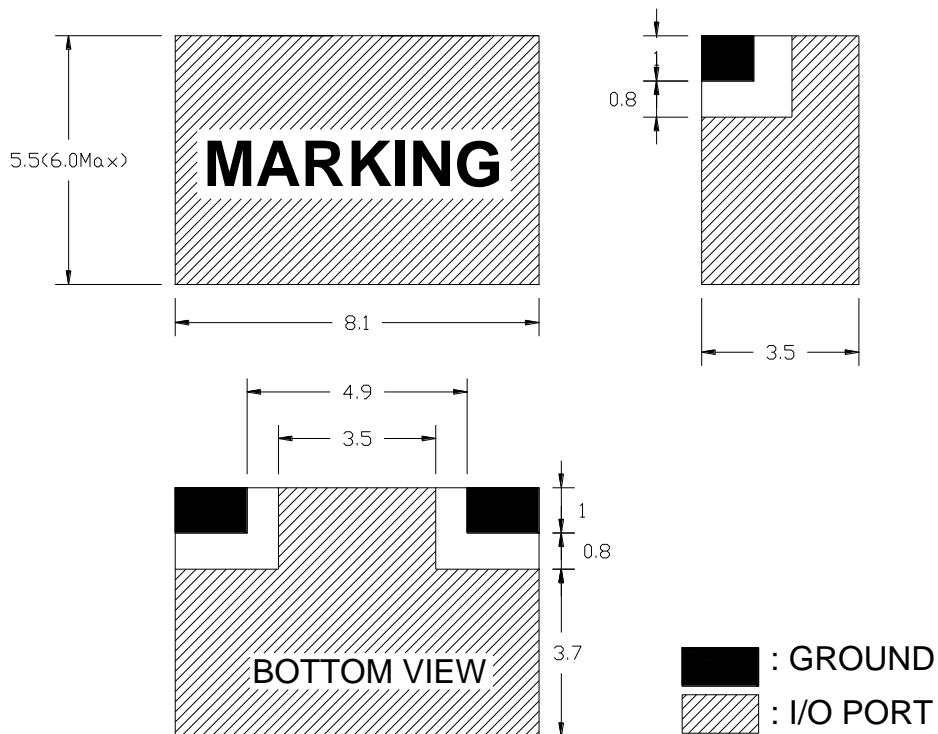 1
0.8
5.5(6.0Max)
MARKING
8.1
3.5
4.9
3.5
1
0.8
3.7
BOTTOM VIEW
: GROUND
: I/O PORT